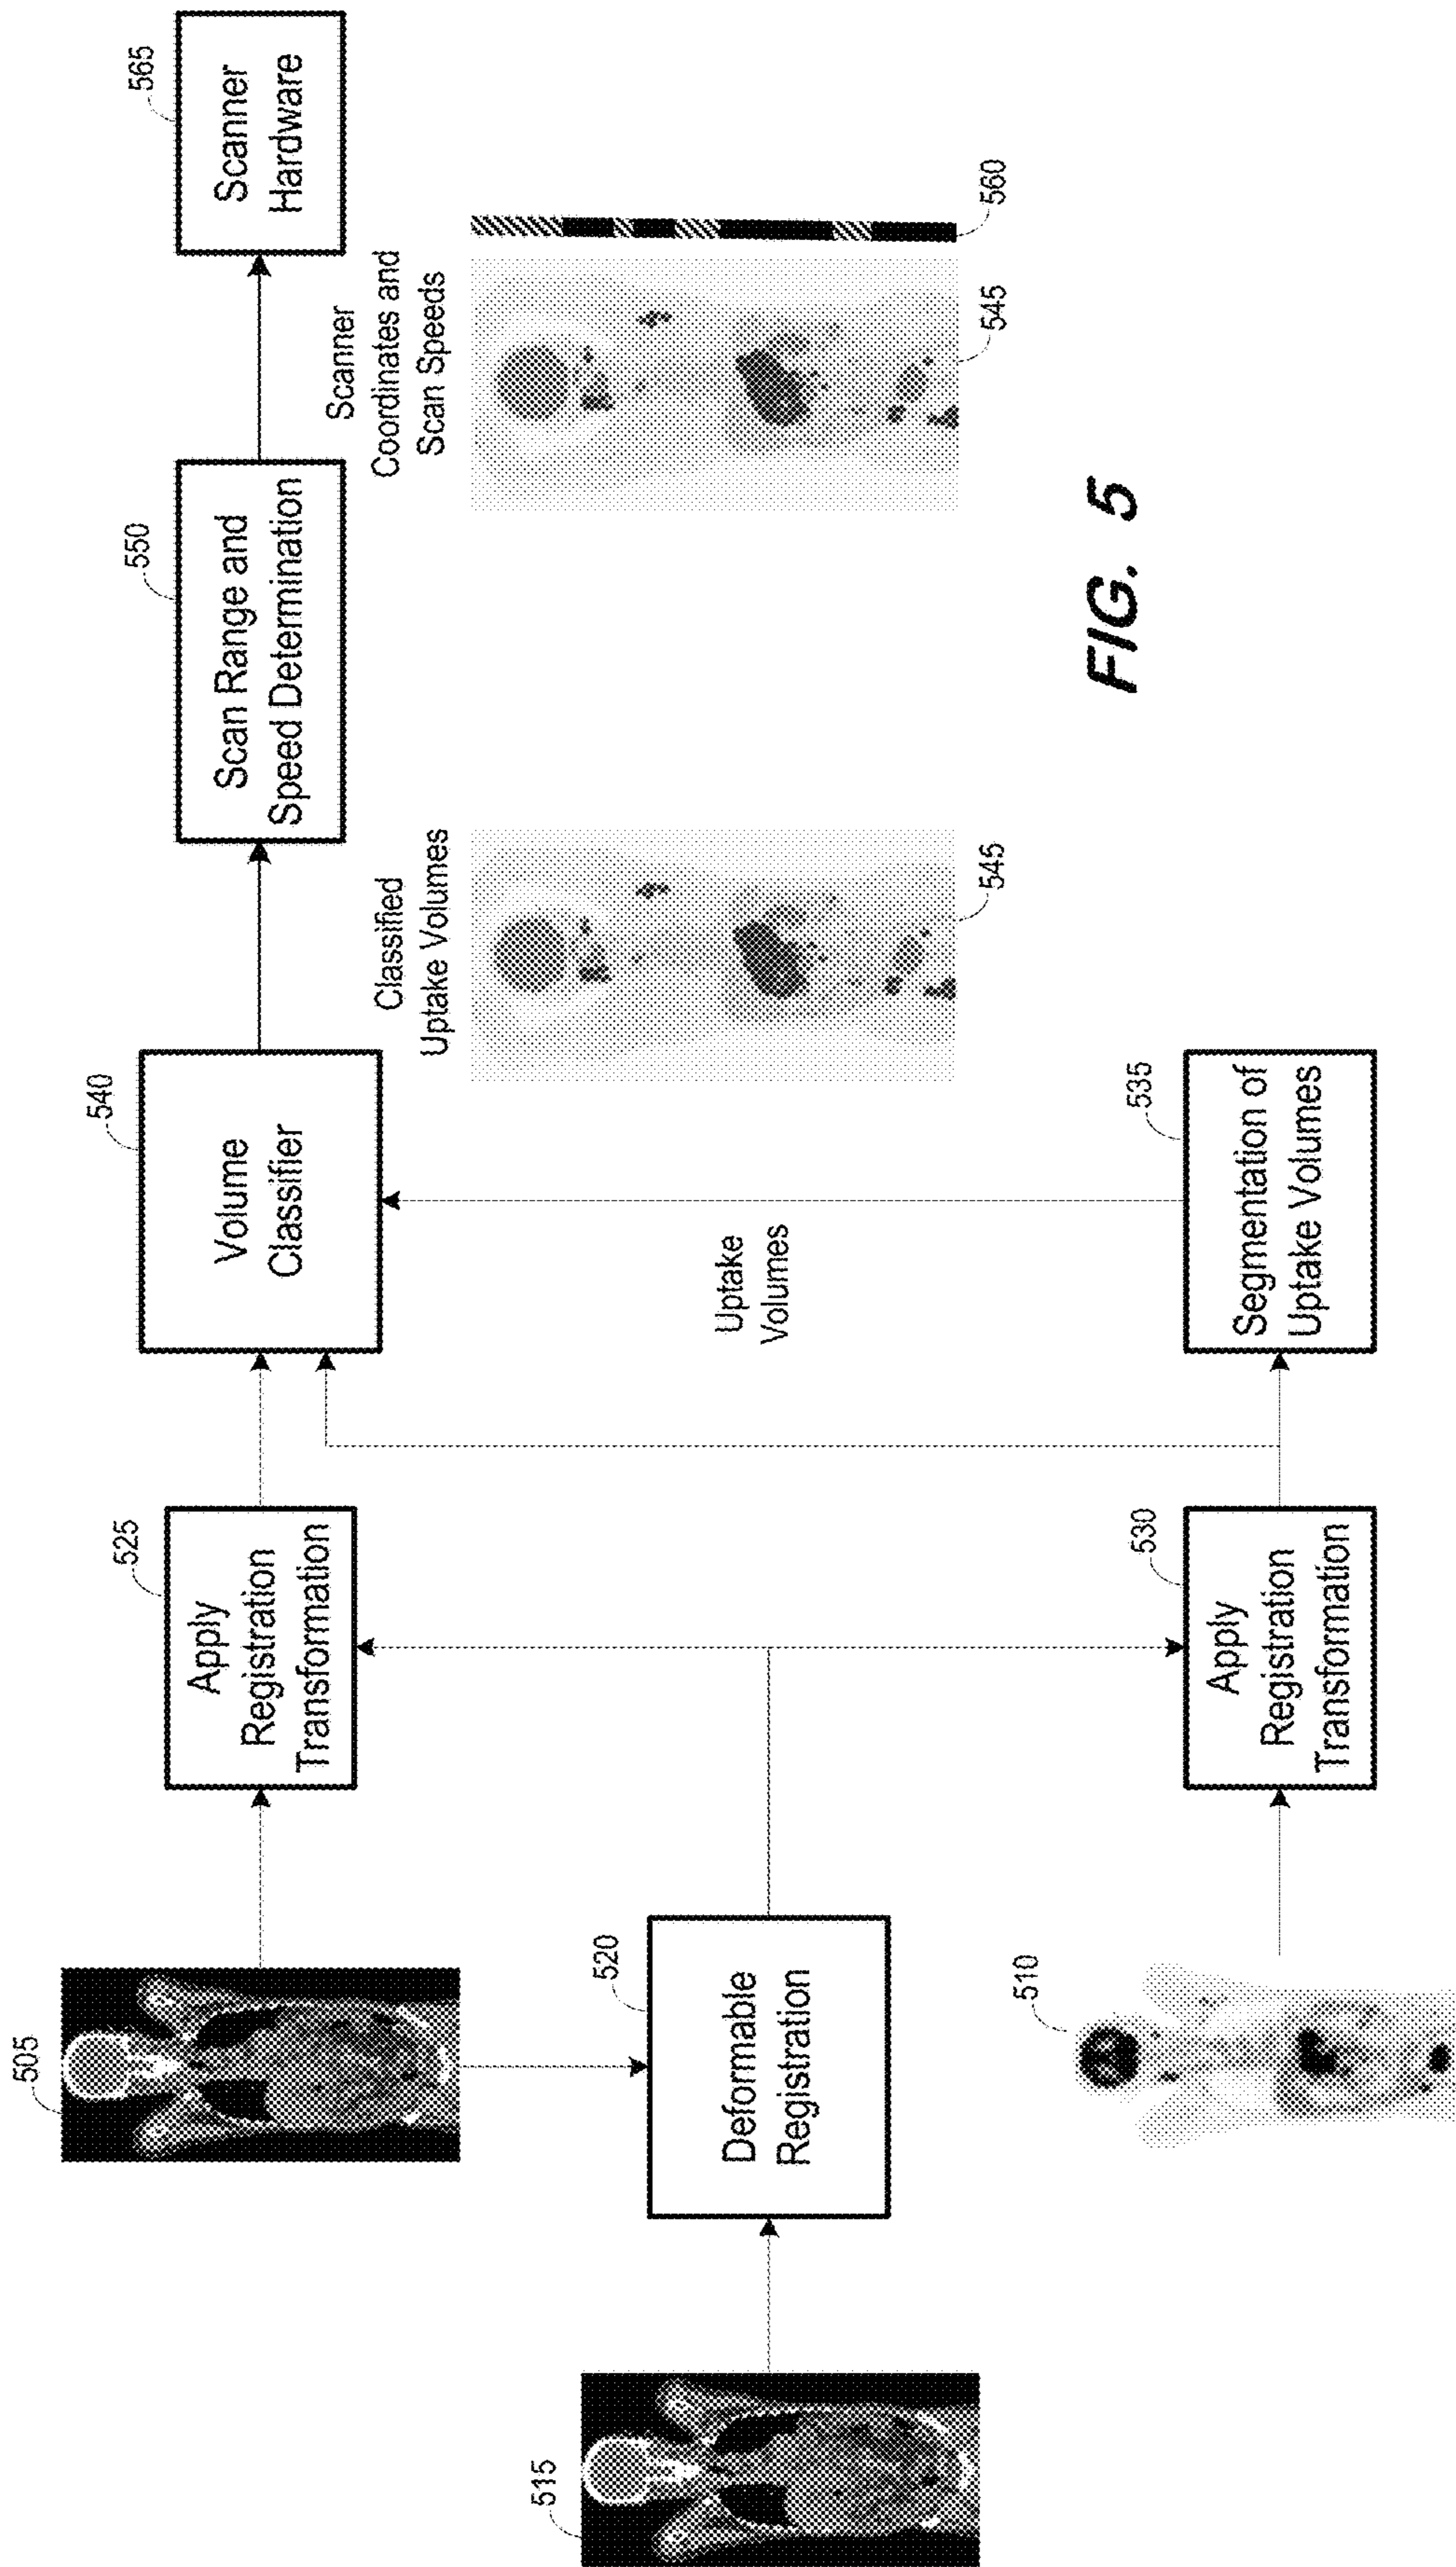 505
515
520
Deformable
Registration
510
525
Apply
Registration
Transformation
530
Apply
Registration
Transformation
540
Volume
Classifier
Uptake
Volumes
535
Segmentation of
Uptake Volumes
Classified
Uptake Volumes
545
550
Scan Range and
Speed Determination
Scanner
Coordinates and
Scan Speeds
545
560
565
Scanner
Hardware
FIG. 5